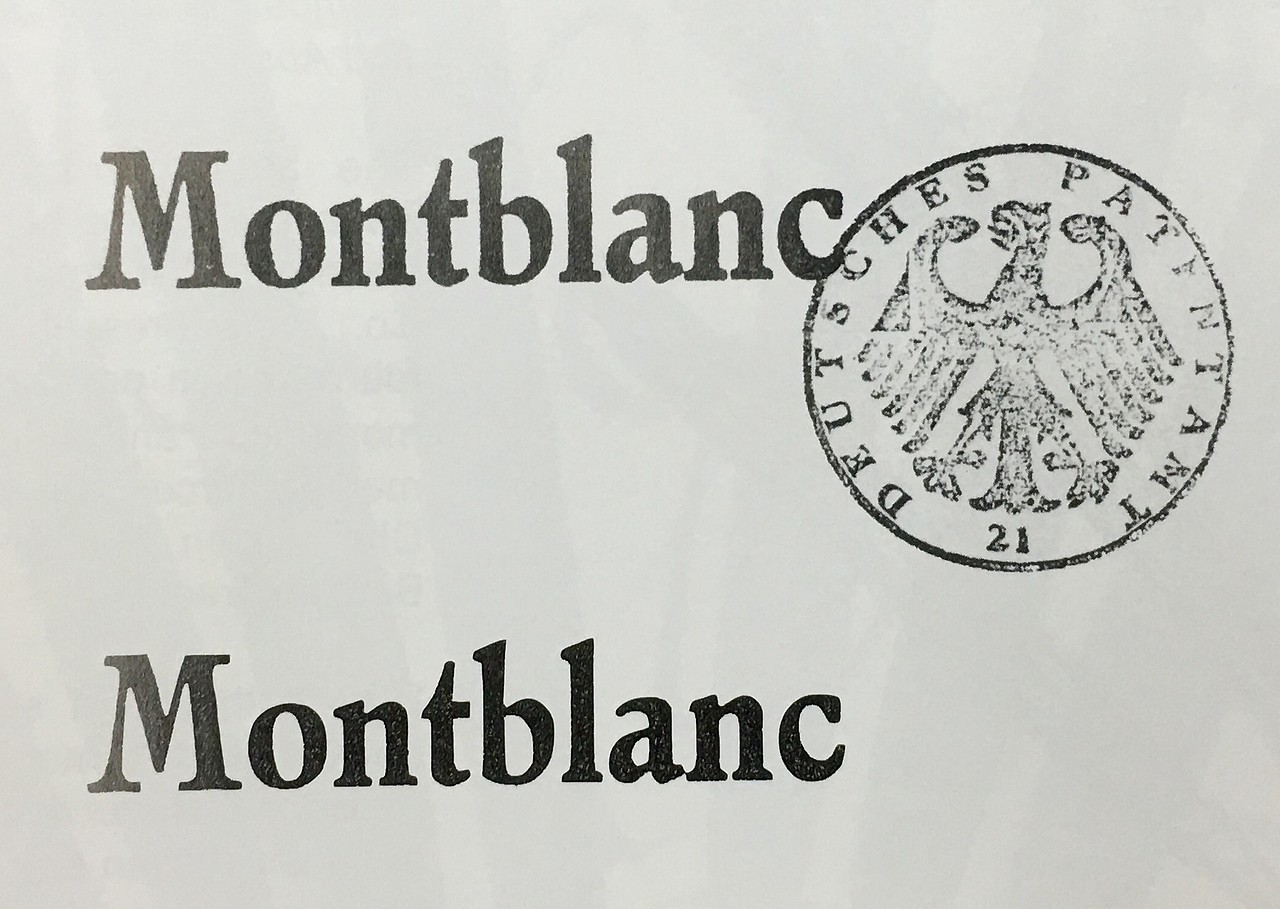 Montblanc
DEUTSCHES PATENTAMT
21
Montblanc